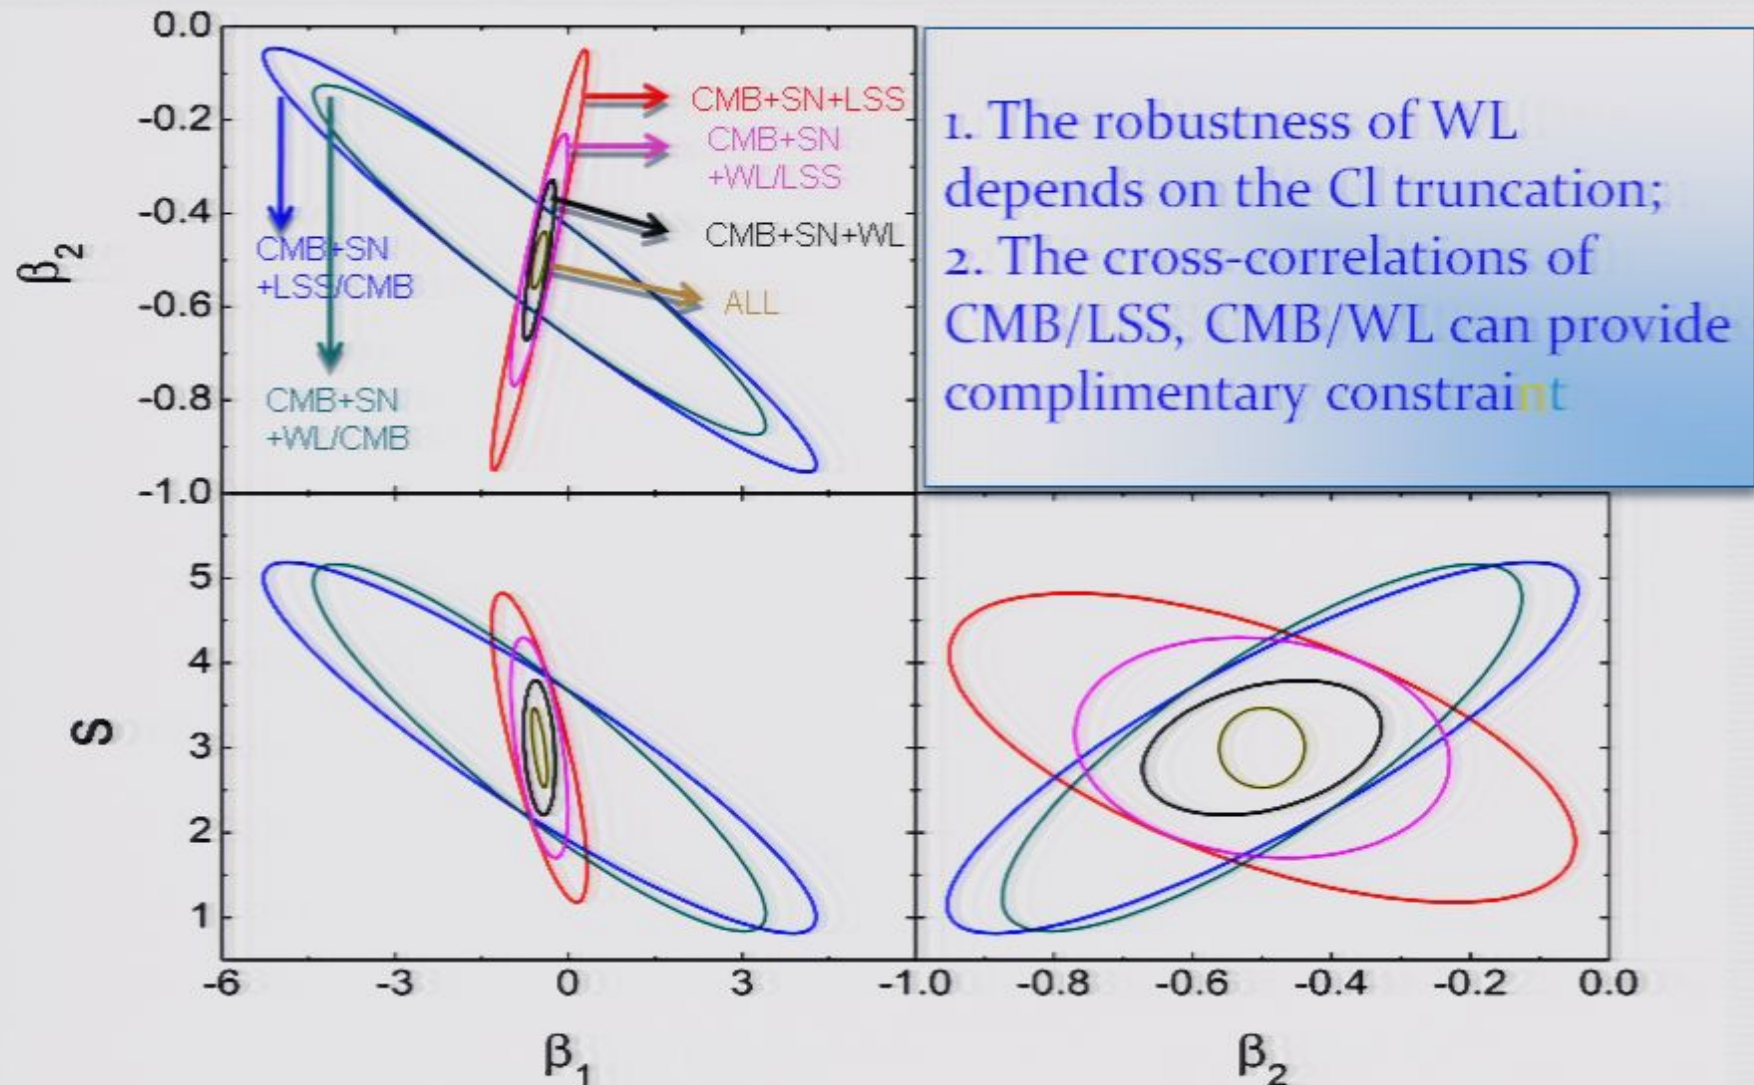 0.0
-0.2
-0.4
-0.6
-0.8
-1.0
β2
CMB+SN+LSS
CMB+SN
+WL/LSS
CMB+SN+WL
ALL
CMB+SN
+LSS/CMB
CMB+SN
+WL/CMB
1. The robustness of WL
depends on the Cl truncation;
2. The cross-correlations of
CMB/LSS, CMB/WL can provide
complimentary constraint
5
4
3
2
1
S
-6 -3 0 3
β1
-1.0 -0.8 -0.6 -0.4 -0.2 0.0
β2